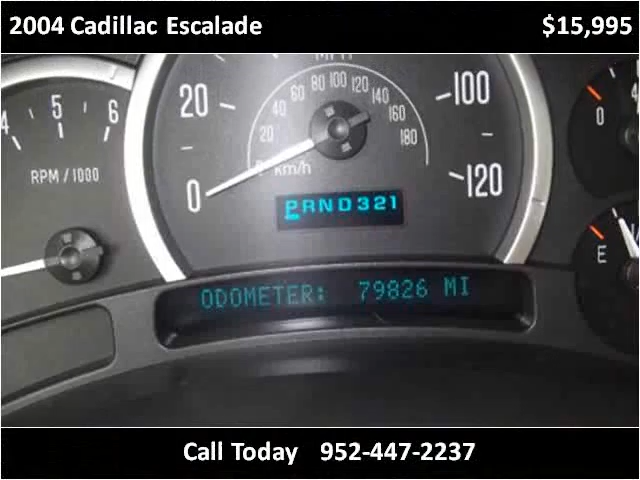 2004 Cadillac Escalade $15,995
4 5 6
RPM / 1000
MPH
0 20 100 120
20 40 60 80 100 120 140 160 180
km/h
PRND321
ODOMETER: 79826 MI
0
E
Call Today 952-447-2237